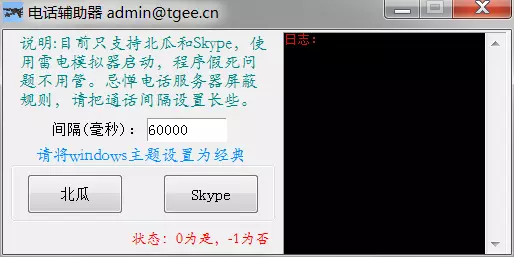 电话辅助器 admin@tgee.cn
说明:目前只支持北瓜和Skype，使
用雷电模拟器启动，程序假死问
题不用管。忌惮电话服务器屏蔽
规则，请把通话间隔设置长些。
间隔(毫秒)：60000
请将windows主题设置为经典
北瓜 Skype
状态：0为是，-1为否
日志：